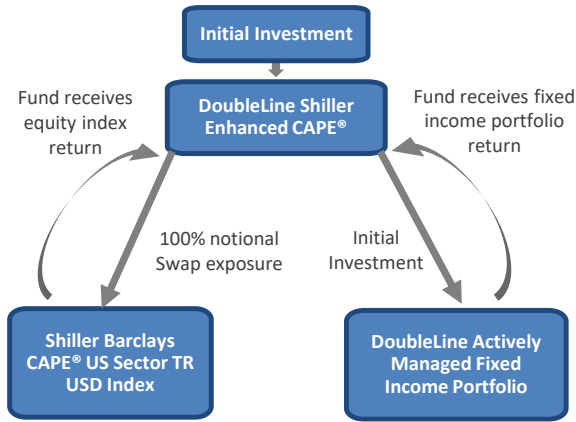 Initial Investment
DoubleLine Shiller
Enhanced CAPE®
Fund receives
equity index
return
Fund receives fixed
income portfolio
return
100% notional
Swap exposure
Initial
Investment
Shiller Barclays
CAPE® US Sector TR
USD Index
DoubleLine Actively
Managed Fixed
Income Portfolio